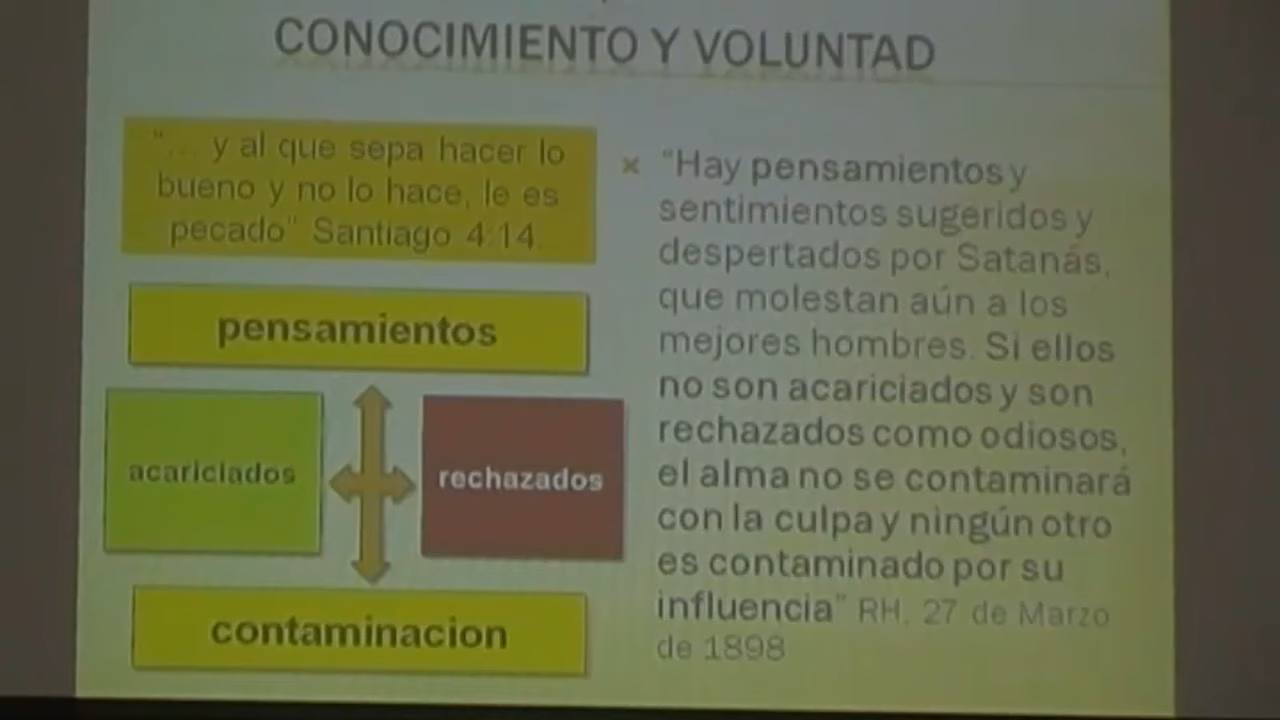 CONOCIMIENTO Y VOLUNTAD
"... y al que sepa hacer lo
bueno y no lo hace, le es
pecado" Santiago 4:14.
pensamientos
acariciados
rechazados
contaminacion
"Hay pensamientos y
sentimientos sugeridos y
despertados por Satanás,
que molestan aún a los
mejores hombres. Si ellos
no son acariciados y son
rechazados como odiosos,
el alma no se contaminará
con la culpa y ningún otro
es contaminado por su
influencia" RH, 27 de Marzo
de 1898